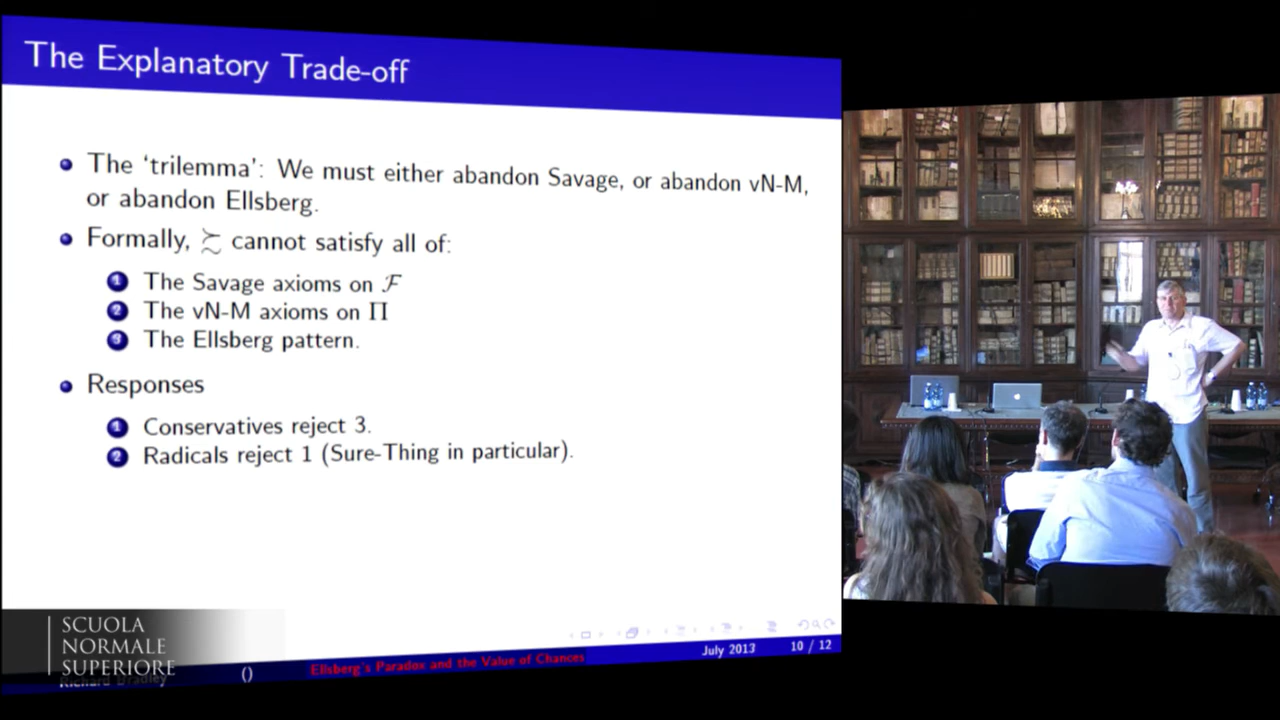 The Explanatory Trade-off
The 'trilemma': We must either abandon Savage, or abandon vN-M,
or abandon Ellsberg.
Formally, ≿ cannot satisfy all of:
1 The Savage axioms on ℱ
2 The vN-M axioms on Π
3 The Ellsberg pattern.
Responses
1 Conservatives reject 3.
2 Radicals reject 1 (Sure-Thing in particular).
SCUOLA
NORMALE
SUPERIORE
Richard Bradley () Ellsberg's Paradox and the Value of Chances July 2013 10 / 12